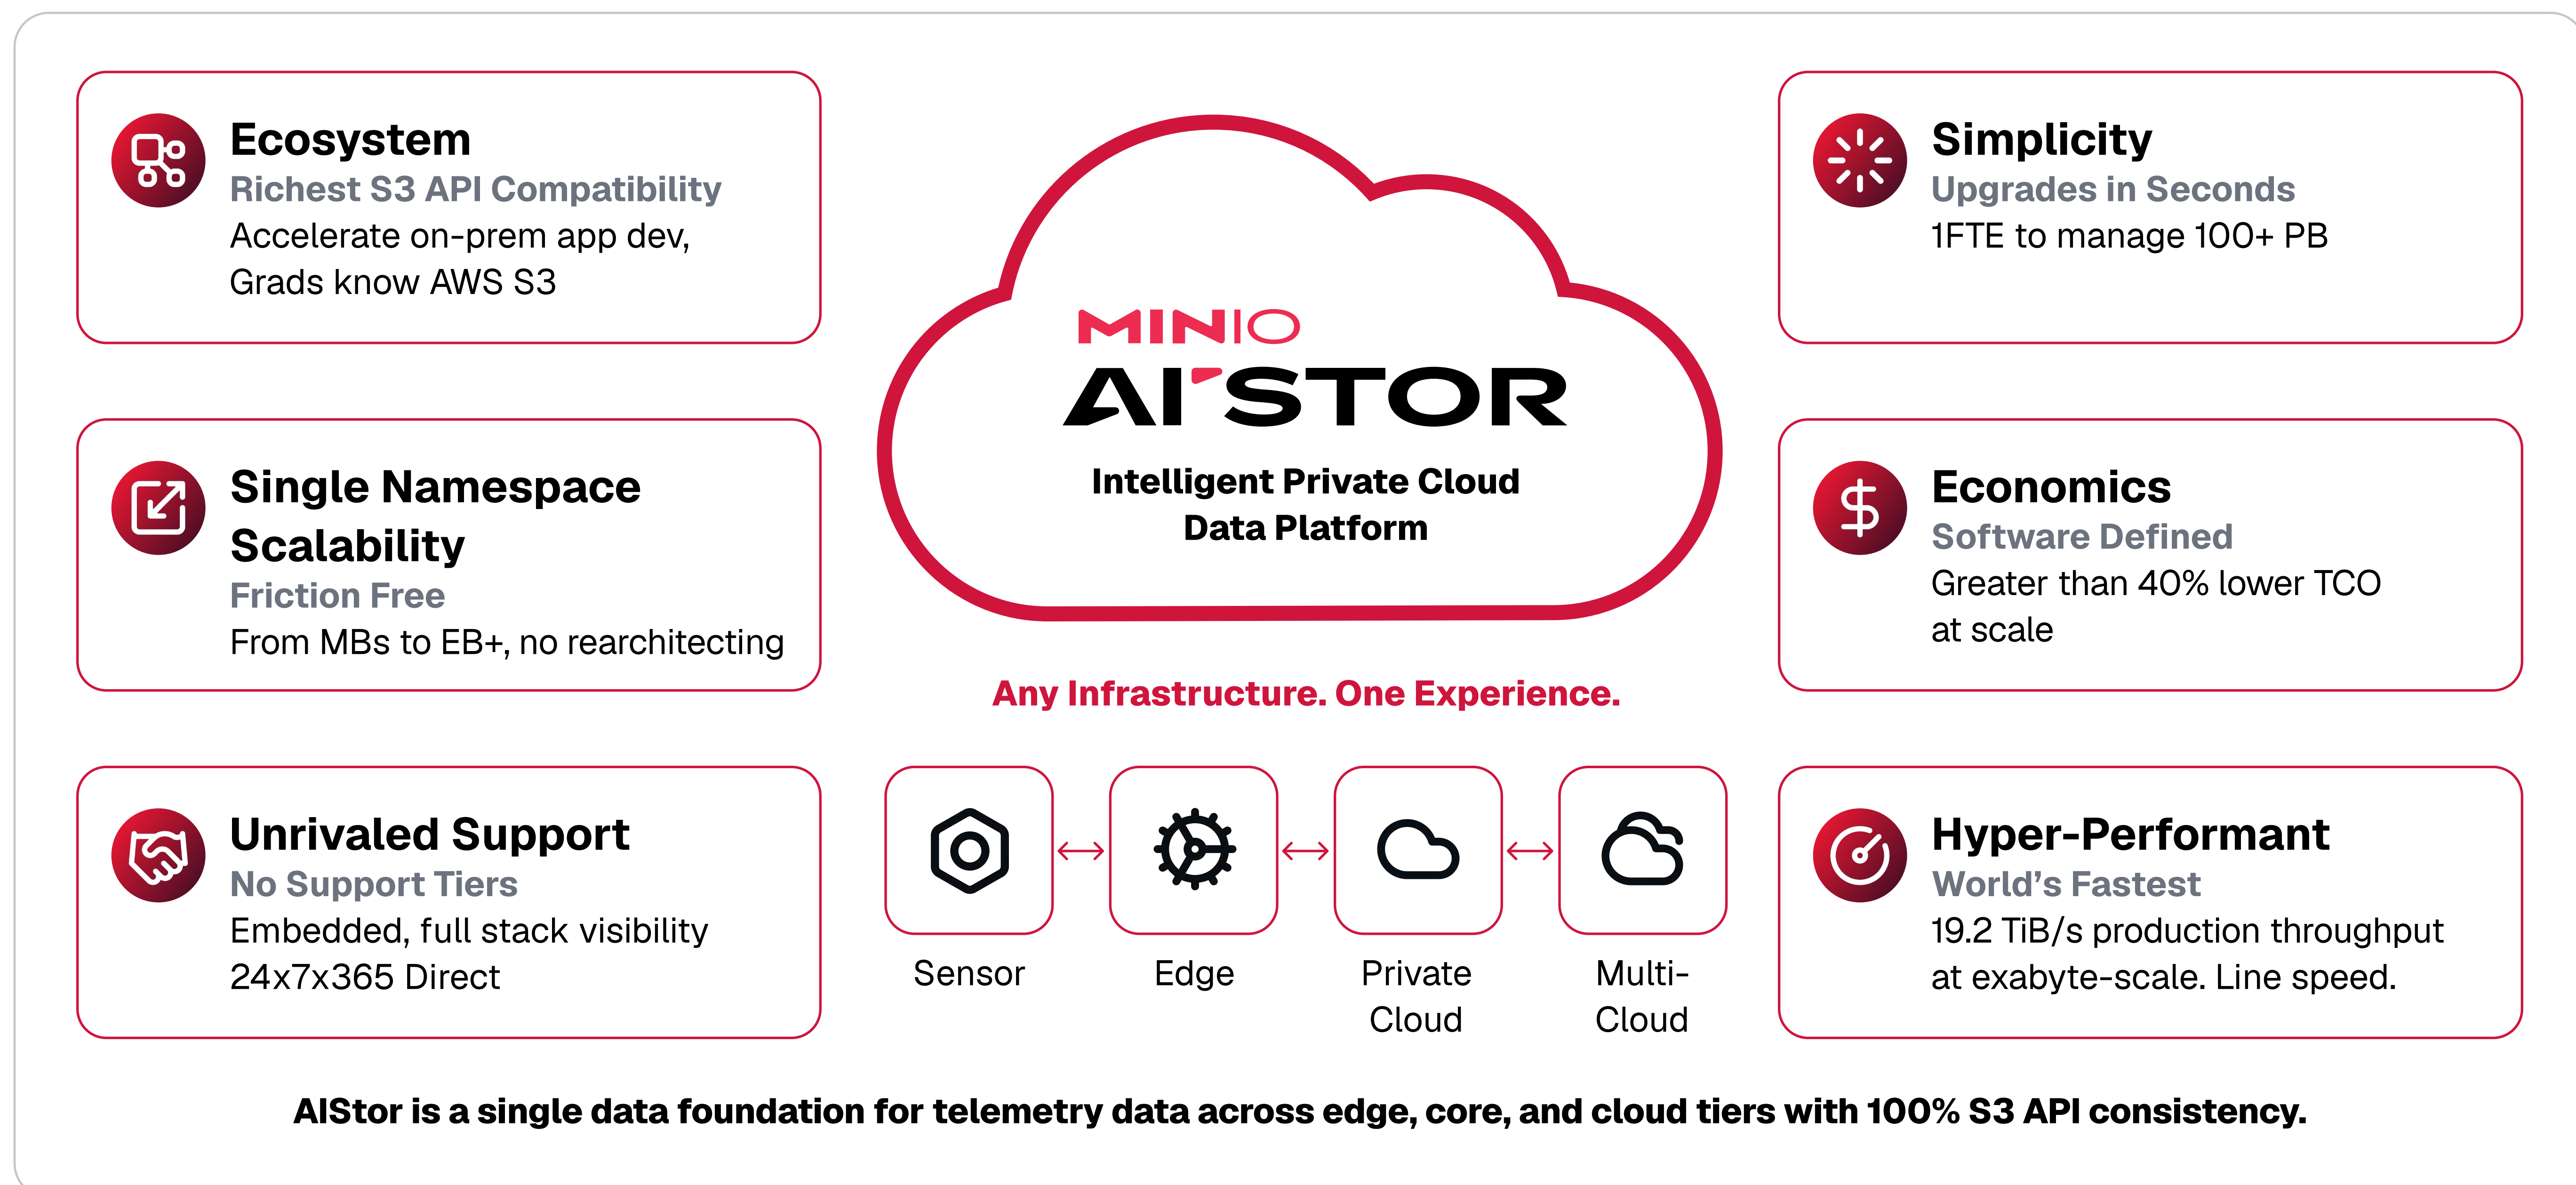 Ecosystem
Richest S3 API Compatibility
Accelerate on-prem app dev,
Grads know AWS S3
Single Namespace
Scalability
Friction Free
From MBs to EB+, no rearchitecting
Unrivaled Support
No Support Tiers
Embedded, full stack visibility
24x7x365 Direct
MINIO
AISTOR
Intelligent Private Cloud
Data Platform
Any Infrastructure. One Experience.
Sensor
Edge
Private
Cloud
Multi-
Cloud
Simplicity
Upgrades in Seconds
1FTE to manage 100+ PB
Economics
Software Defined
Greater than 40% lower TCO
at scale
Hyper-Performant
World’s Fastest
19.2 TiB/s production throughput
at exabyte-scale. Line speed.
AIStor is a single data foundation for telemetry data across edge, core, and cloud tiers with 100% S3 API consistency.